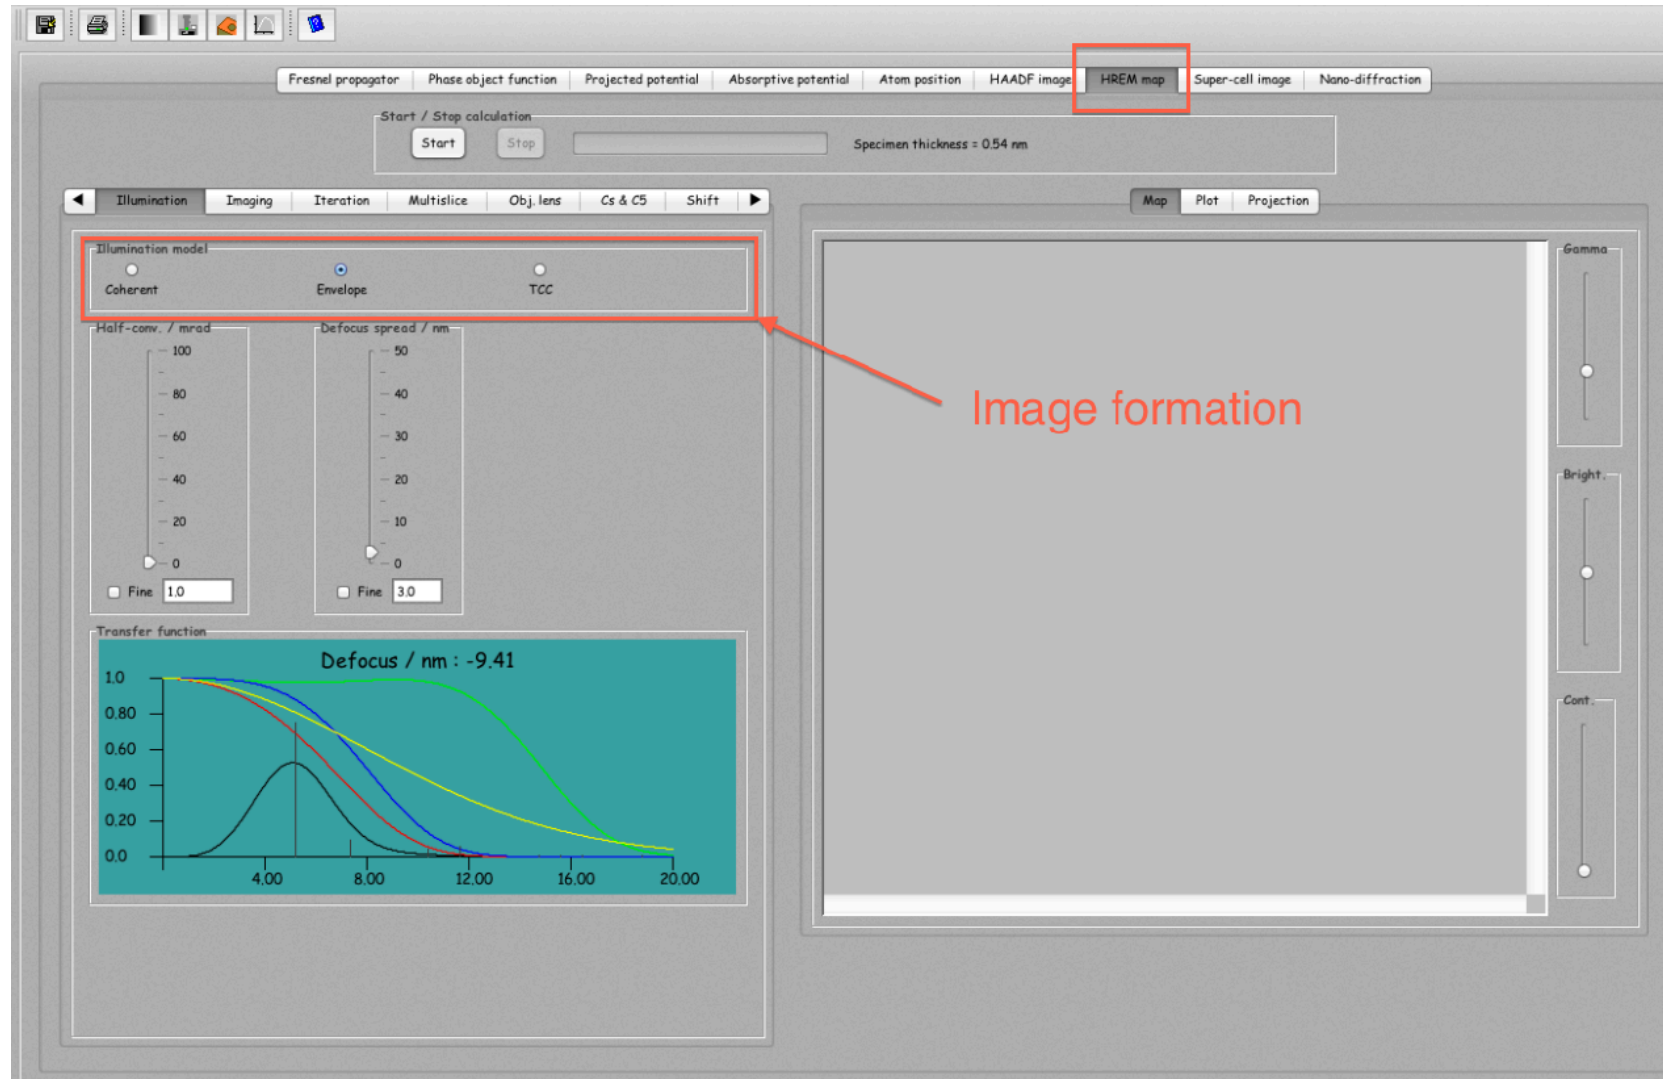 Fresnel propagator Phase object function Projected potential Absorptive potential Atom position HAADF image HREM map Super-cell image Nano-diffraction
Start / Stop calculation
Start Stop Specimen thickness = 0.54 nm
Illumination Imaging Iteration Multislice Obj. lens Cs & C5 Shift
Map Plot Projection
Illumination model
Coherent Envelope TCC
Half-conv. / mrad
100
80
60
40
20
0
Fine 1.0
Defocus spread / nm
50
40
30
20
10
0
Fine 3.0
Transfer function
Defocus / nm : -9.41
1.0
0.80
0.60
0.40
0.20
0.0
4.00 8.00 12.00 16.00 20.00
Image formation
Gamma
Bright.
Cont.